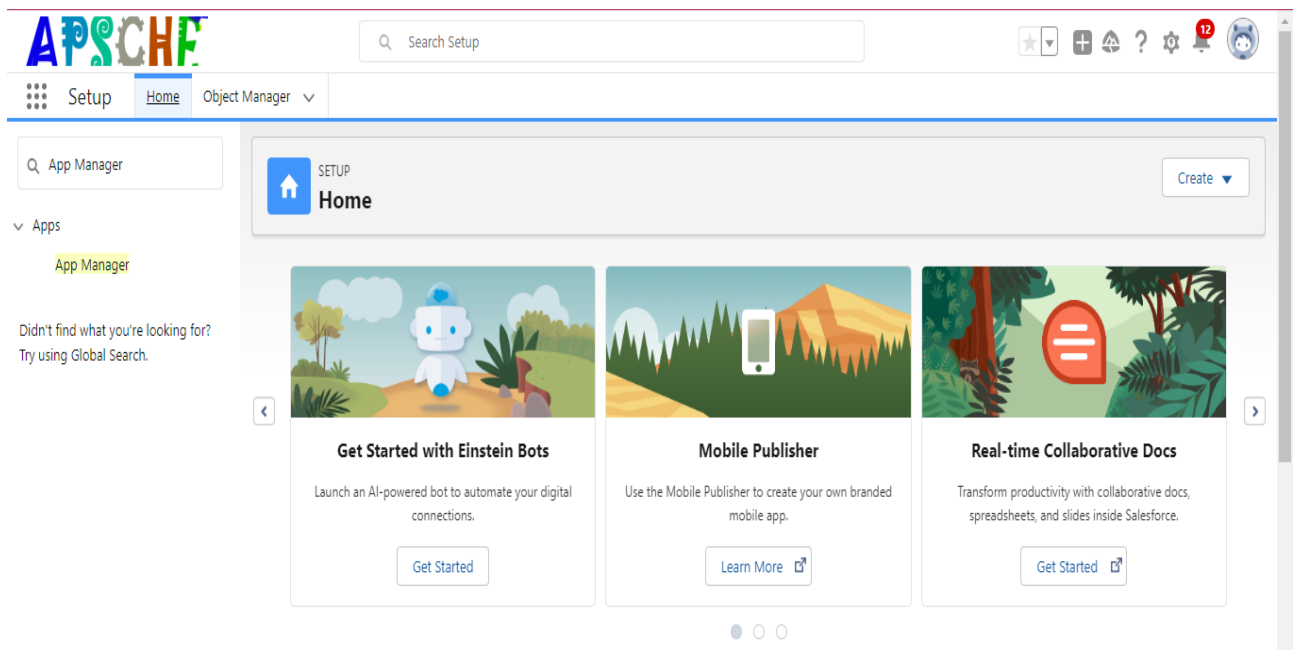 APSCHE
Search Setup
12
Setup
Home
Object Manager
App Manager
SETUP
Home
Create
Apps
App Manager
Didn't find what you're looking for?
Try using Global Search.
Get Started with Einstein Bots
Launch an AI-powered bot to automate your digital
connections.
Get Started
Mobile Publisher
Use the Mobile Publisher to create your own branded
mobile app.
Learn More
Real-time Collaborative Docs
Transform productivity with collaborative docs,
spreadsheets, and slides inside Salesforce.
Get Started